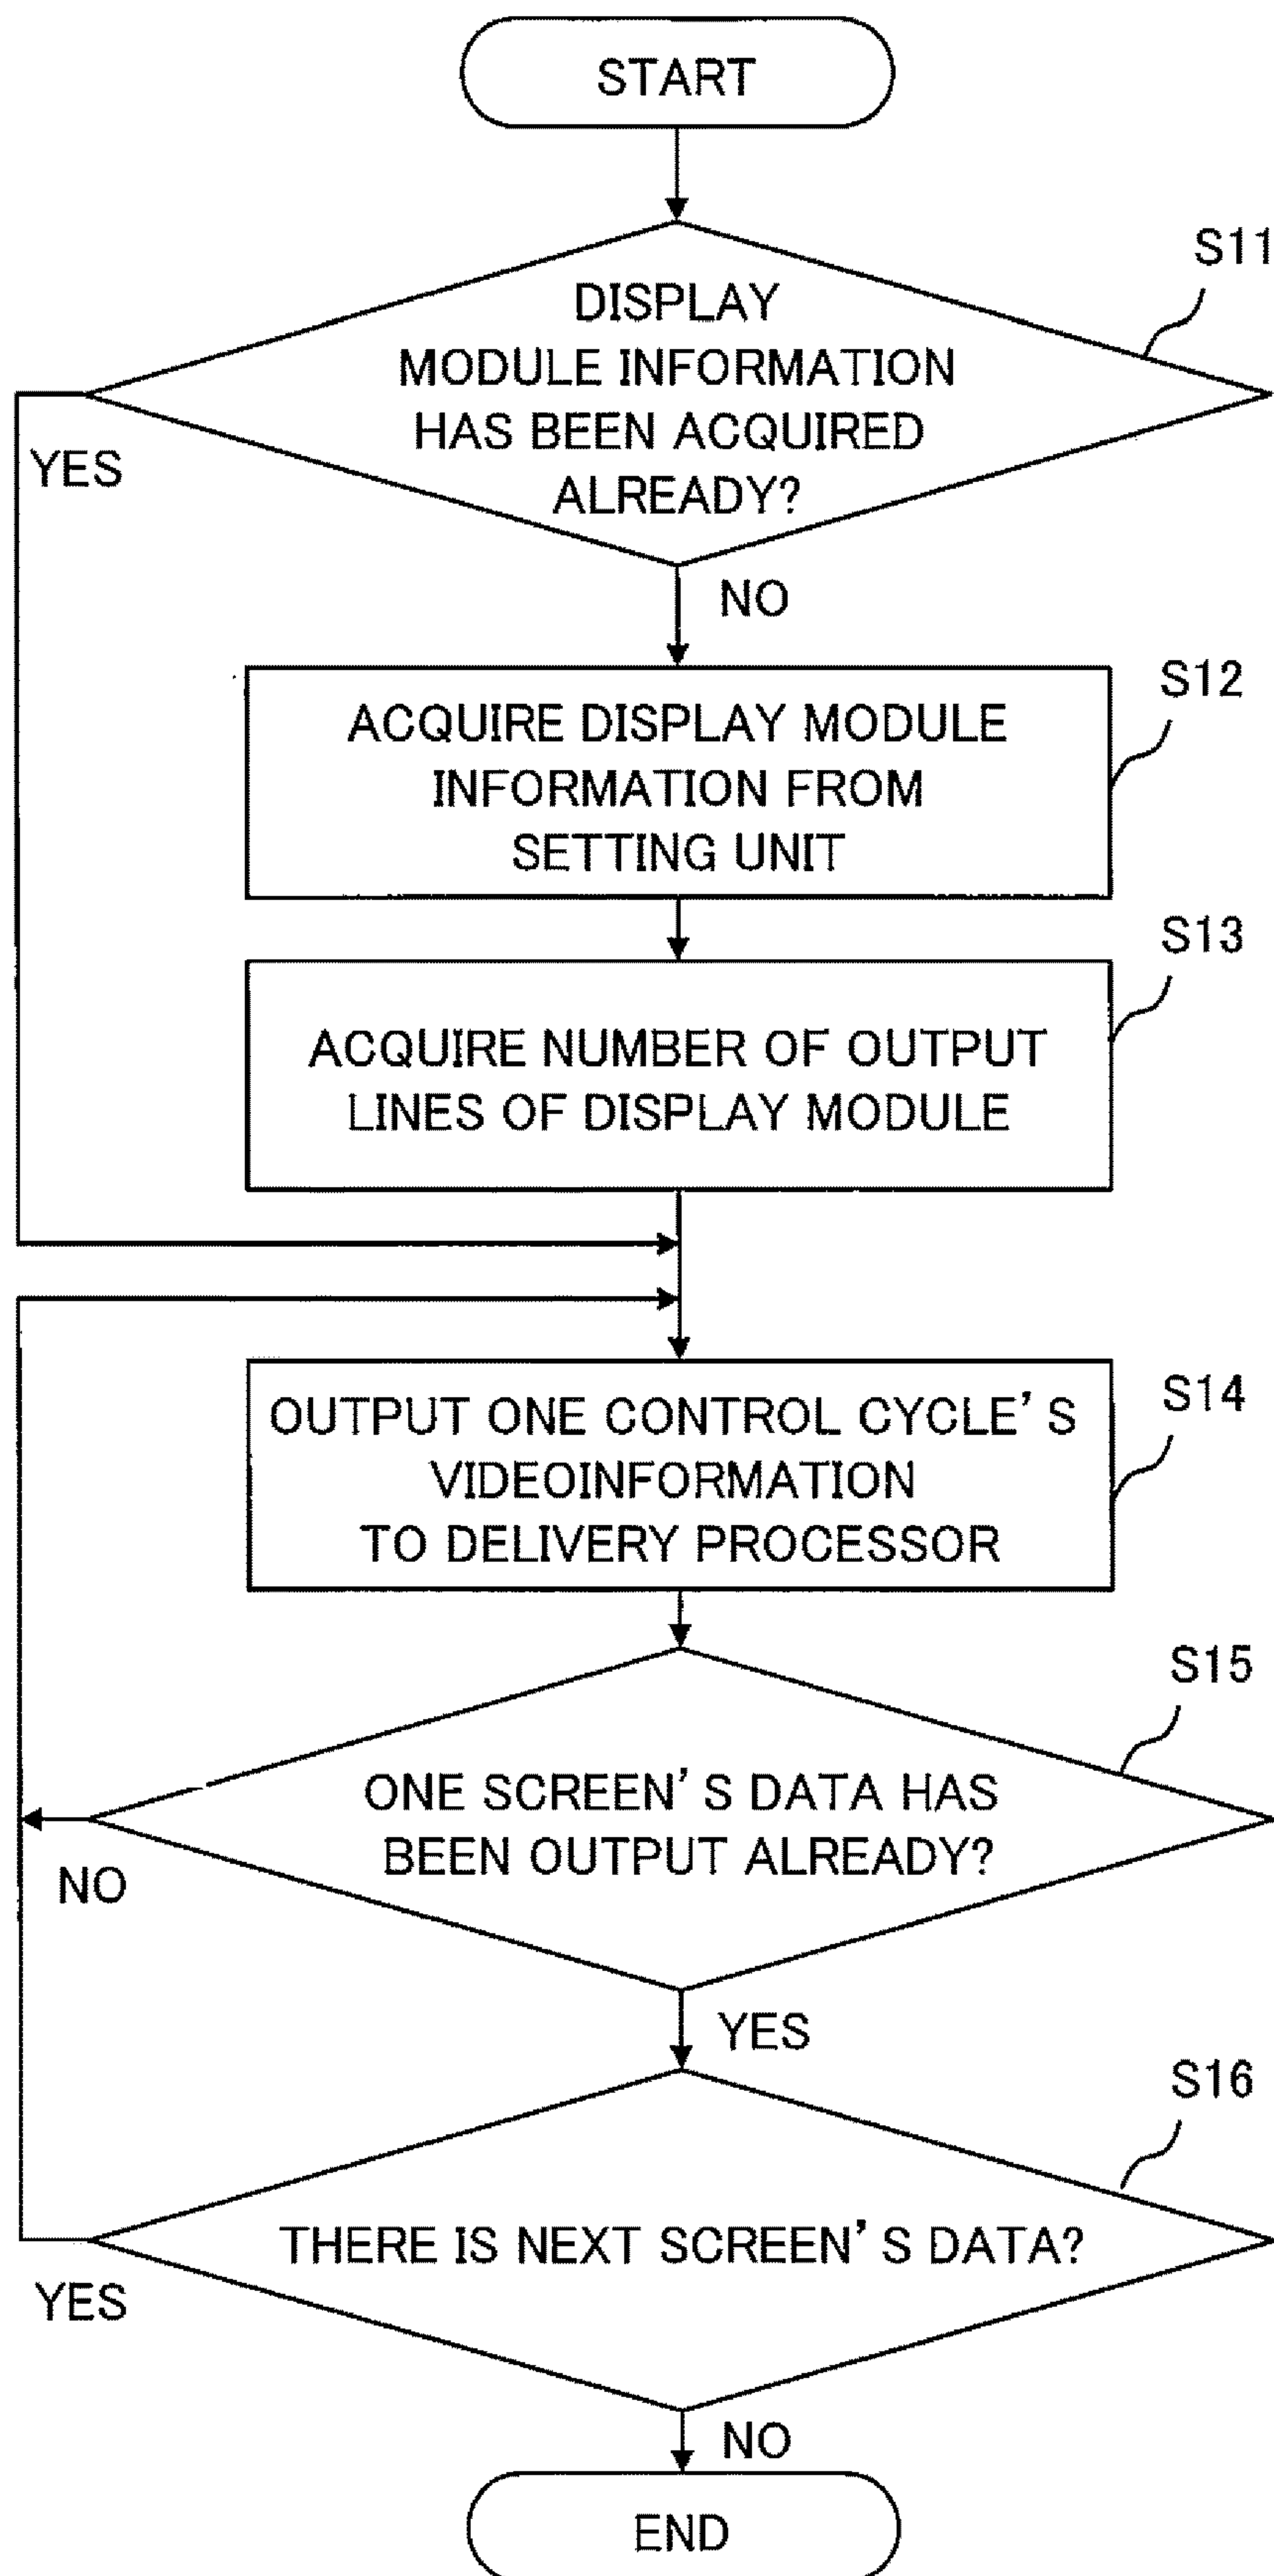 START
S11
DISPLAY
MODULE INFORMATION
HAS BEEN ACQUIRED
ALREADY?
YES
NO
S12
ACQUIRE DISPLAY MODULE
INFORMATION FROM
SETTING UNIT
S13
ACQUIRE NUMBER OF OUTPUT
LINES OF DISPLAY MODULE
S14
OUTPUT ONE CONTROL CYCLE'S
VIDEOINFORMATION
TO DELIVERY PROCESSOR
S15
ONE SCREEN'S DATA HAS
BEEN OUTPUT ALREADY?
NO
YES
S16
THERE IS NEXT SCREEN'S DATA?
YES
NO
END